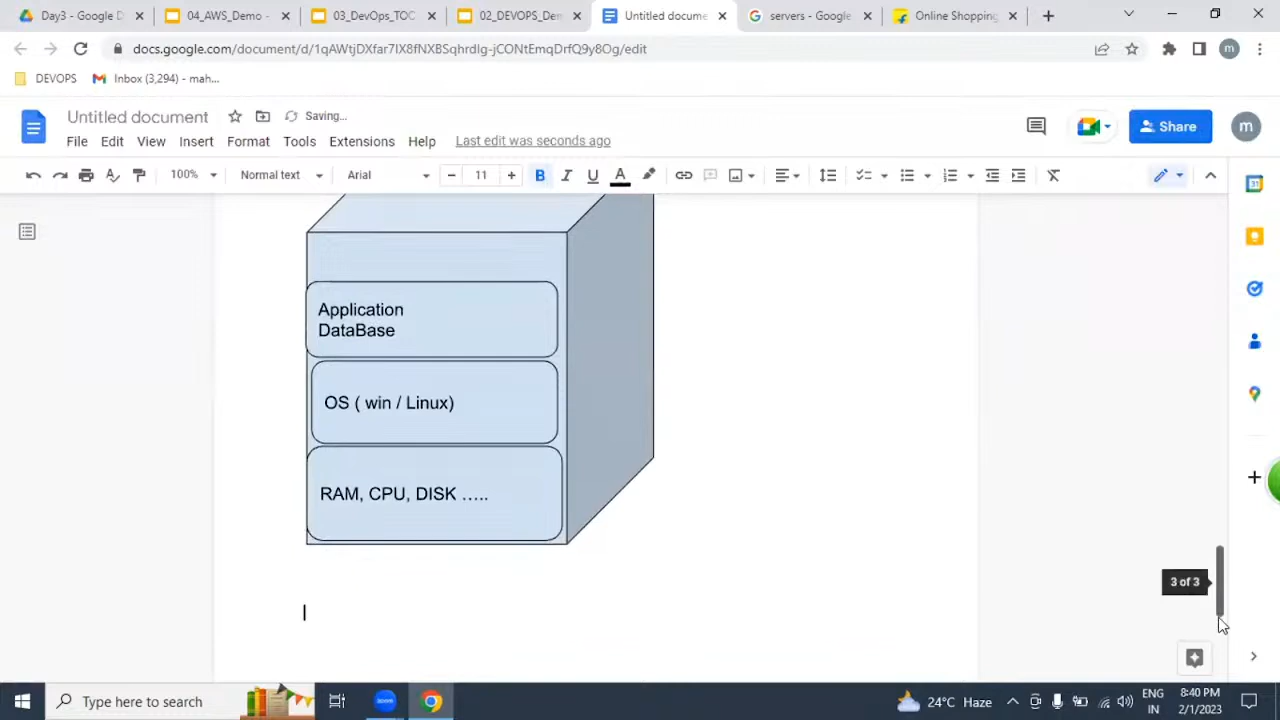 Day3 - Google D
04_AWS_Demo -
03_DevOps_TOC
02_DEVOPS_Dem
Untitled docume
servers - Google
Online Shopping
docs.google.com/document/d/1qAWtjDXfar7IX8fNXBSqhrdIg-jCONtEmqDrfQ9y8Og/edit
DEVOPS
Inbox (3,294) - mah...
Untitled document
Saving...
File Edit View Insert Format Tools Extensions Help
Last edit was seconds ago
Share
m
100%
Normal text
Arial
11
Application
DataBase
OS ( win / Linux)
RAM, CPU, DISK …..
3 of 3
Type here to search
zoom
24°C Haze
ENG
IN
8:40 PM
2/1/2023